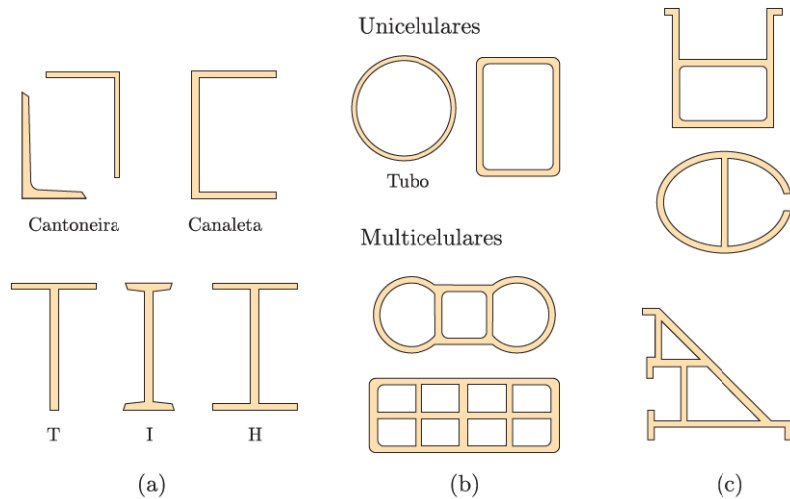 Unicelulares
Tubo
Cantoneira
Canaleta
Multicelulares
T
I
H
(a)
(b)
(c)